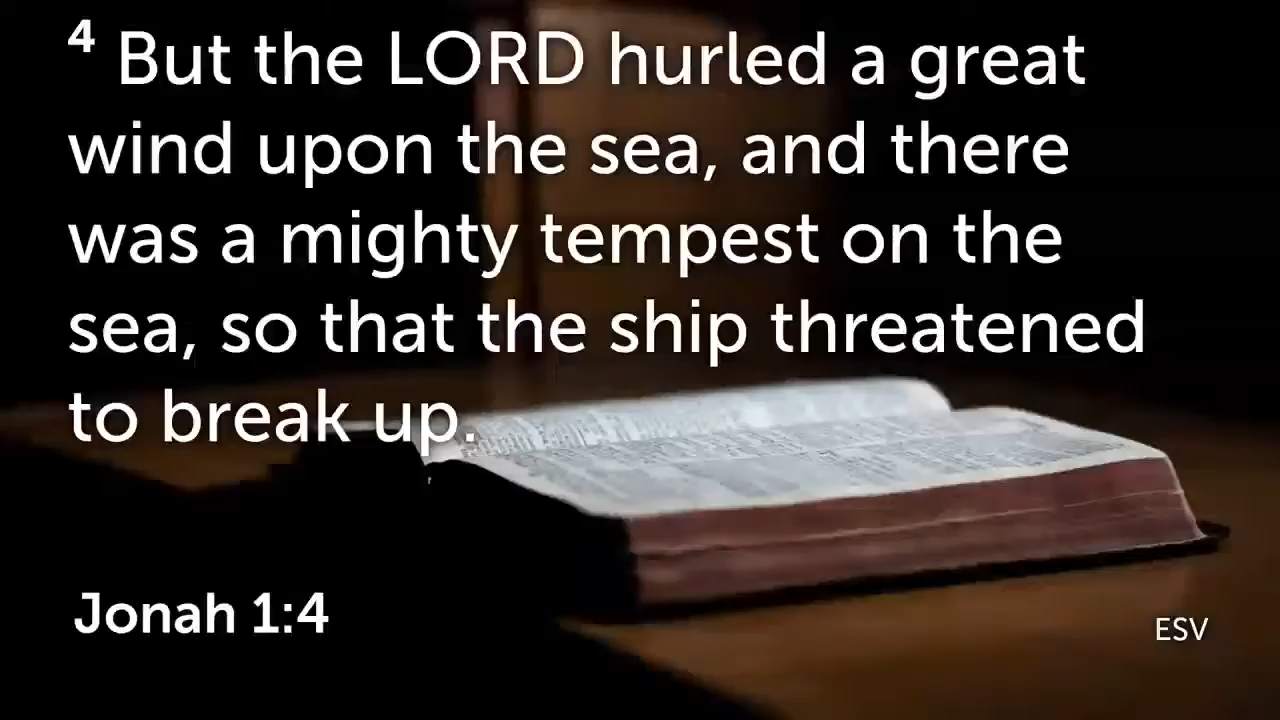 4 But the LORD hurled a great
wind upon the sea, and there
was a mighty tempest on the
sea, so that the ship threatened
to break up.
Jonah 1:4
ESV